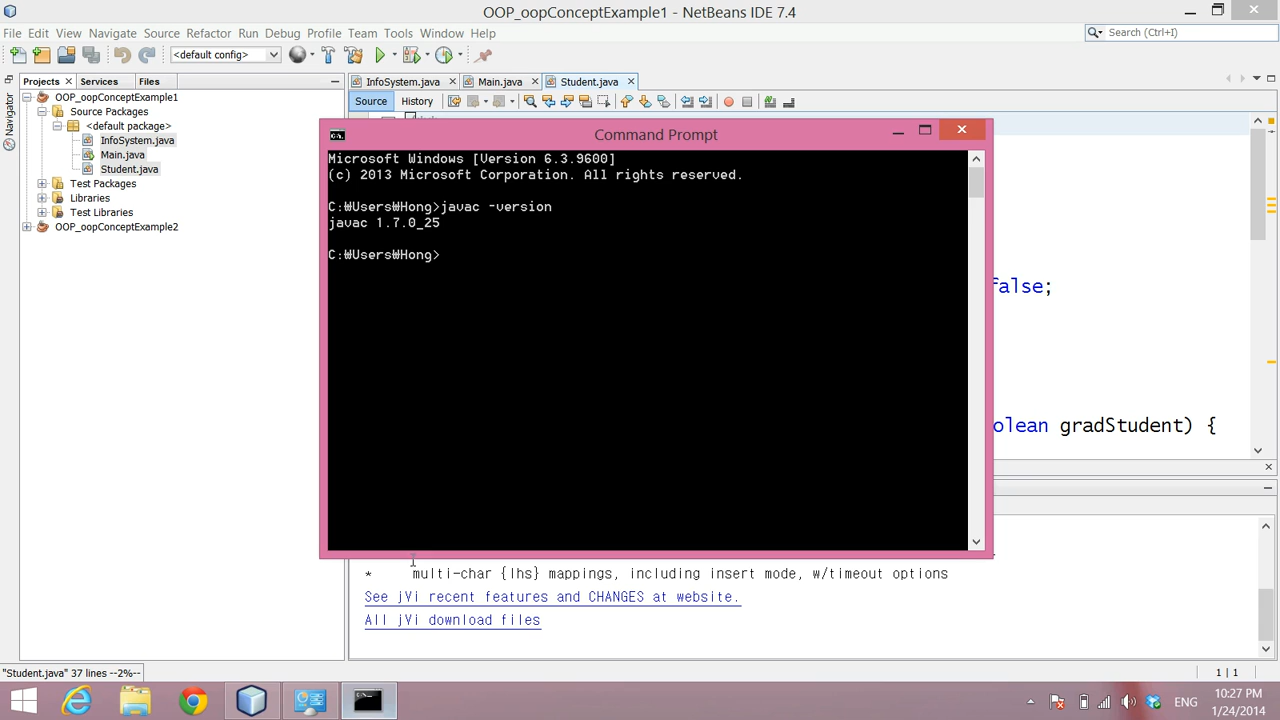 OOP_oopConceptExample1 - NetBeans IDE 7.4
File Edit View Navigate Source Refactor Run Debug Profile Team Tools Window Help
Search (Ctrl+I)
<default config>
Projects Services Files
InfoSystem.java Main.java Student.java
Navigator
OOP_oopConceptExample1
Source Packages
<default package>
InfoSystem.java
Main.java
Student.java
Test Packages
Libraries
Test Libraries
OOP_oopConceptExample2
Source History
Command Prompt
Microsoft Windows [Version 6.3.9600]
(c) 2013 Microsoft Corporation. All rights reserved.
C:₩Users₩Hong>javac -version
javac 1.7.0_25
C:₩Users₩Hong>
false;
olean gradStudent) {
* multi-char {lhs} mappings, including insert mode, w/timeout options
See jVi recent features and CHANGES at website.
All jVi download files
"Student.java" 37 lines --2%--
1|1
ENG
10:27 PM
1/24/2014